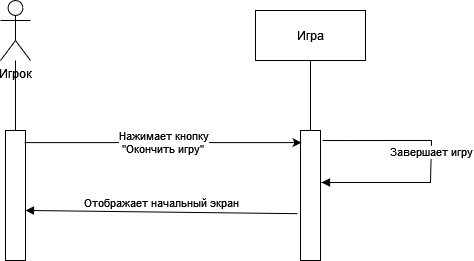 Игрок
Игра
Нажимает кнопку
"Окончить игру"
Завершает игру
Отображает начальный экран